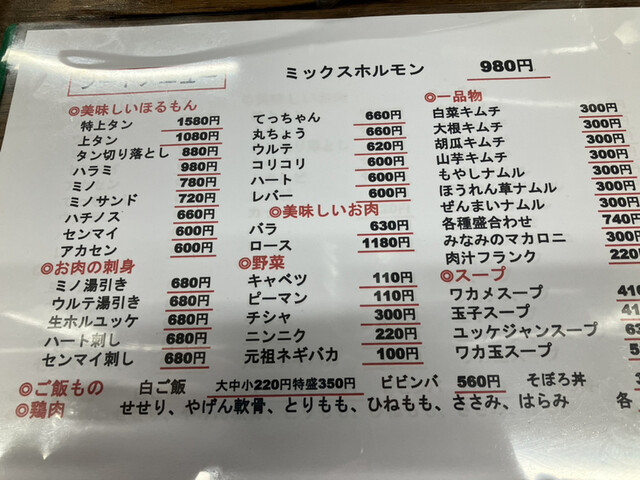 ミックスホルモン 980円
◎美味しいほるもん
特上タン 1580円
上タン 1080円
タン切り落とし 880円
ハラミ 980円
ミノ 780円
ミノサンド 720円
ハチノス 660円
センマイ 600円
アカセン 600円
◎お肉の刺身
ミノ湯引き 680円
ウルテ湯引き 680円
生ホルユッケ 680円
ハート刺し 680円
センマイ刺し 680円
てっちゃん 660円
丸ちょう 660円
ウルテ 620円
コリコリ 600円
ハート 600円
レバー 600円
◎美味しいお肉
バラ 630円
ロース 1180円
◎野菜
キャベツ 110円
ピーマン 110円
チシャ 300円
ニンニク 220円
元祖ネギバカ 100円
◎一品物
白菜キムチ 300円
大根キムチ 300円
胡瓜キムチ 300円
山芋キムチ 300円
もやしナムル 300円
ほうれん草ナムル 300円
ぜんまいナムル 300円
各種盛合わせ 740円
みなみのマカロニ 300円
肉汁フランク 220円
◎スープ
ワカメスープ 410
玉子スープ 410
ユッケジャンスープ
ワカ玉スープ
◎ご飯もの 白ご飯 大中小220円特盛350円 ビビンバ 560円 そぼろ丼
◎鶏肉 せせり、やげん軟骨、とりもも、ひねもも、ささみ、はらみ 各